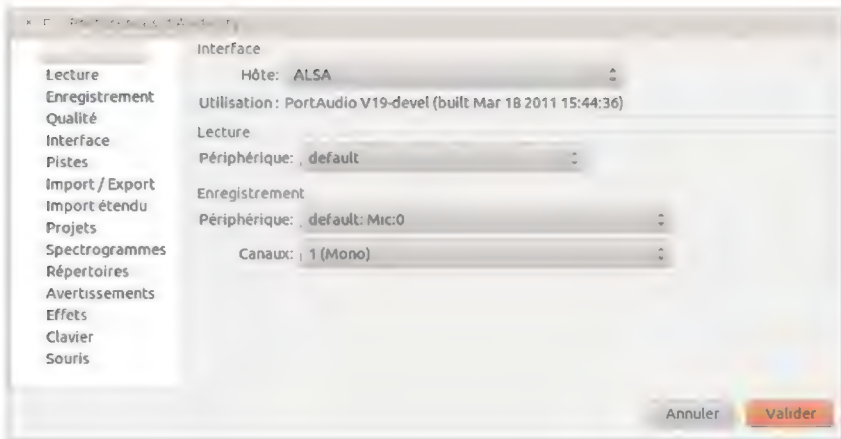 Interface
Hôte: ALSA
Utilisation : PortAudio V19-devel (built Mar 18 2011 15:44:36)
Lecture
Périphérique: default
Enregistrement
Périphérique: default: Mic:0
Canaux: 1 (Mono)
Lecture
Enregistrement
Qualité
Interface
Pistes
Import / Export
Import étendu
Projets
Spectrogrammes
Répertoires
Avertissements
Effets
Clavier
Souris
Annuler
Valider